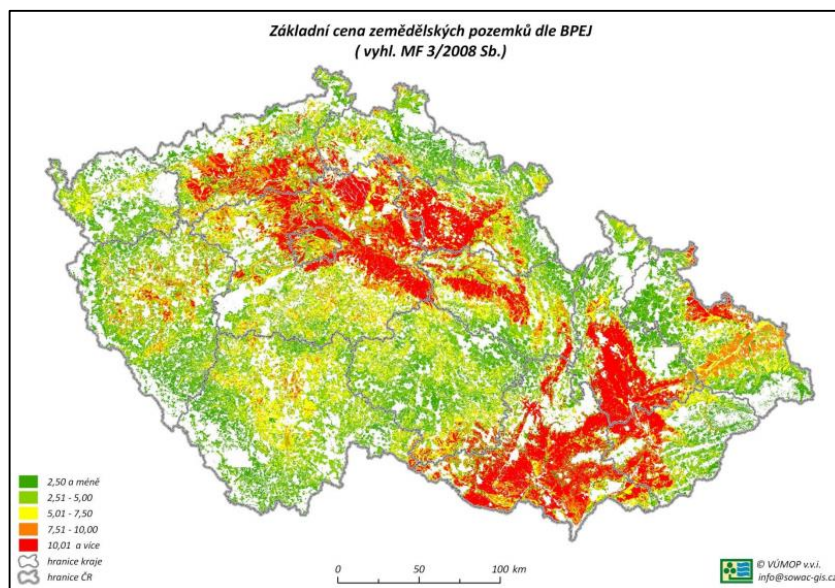 Základní cena zemědělských pozemků dle BPEJ
( vyhl. MF 3/2008 Sb.)
2,50 a méně
2,51 - 5,00
5,01 - 7,50
7,51 - 10,00
10,01 a více
hranice kraje
hranice ČR
0 50 100 km
© VÚMOP v.v.i.
info@sowac-gis.cz